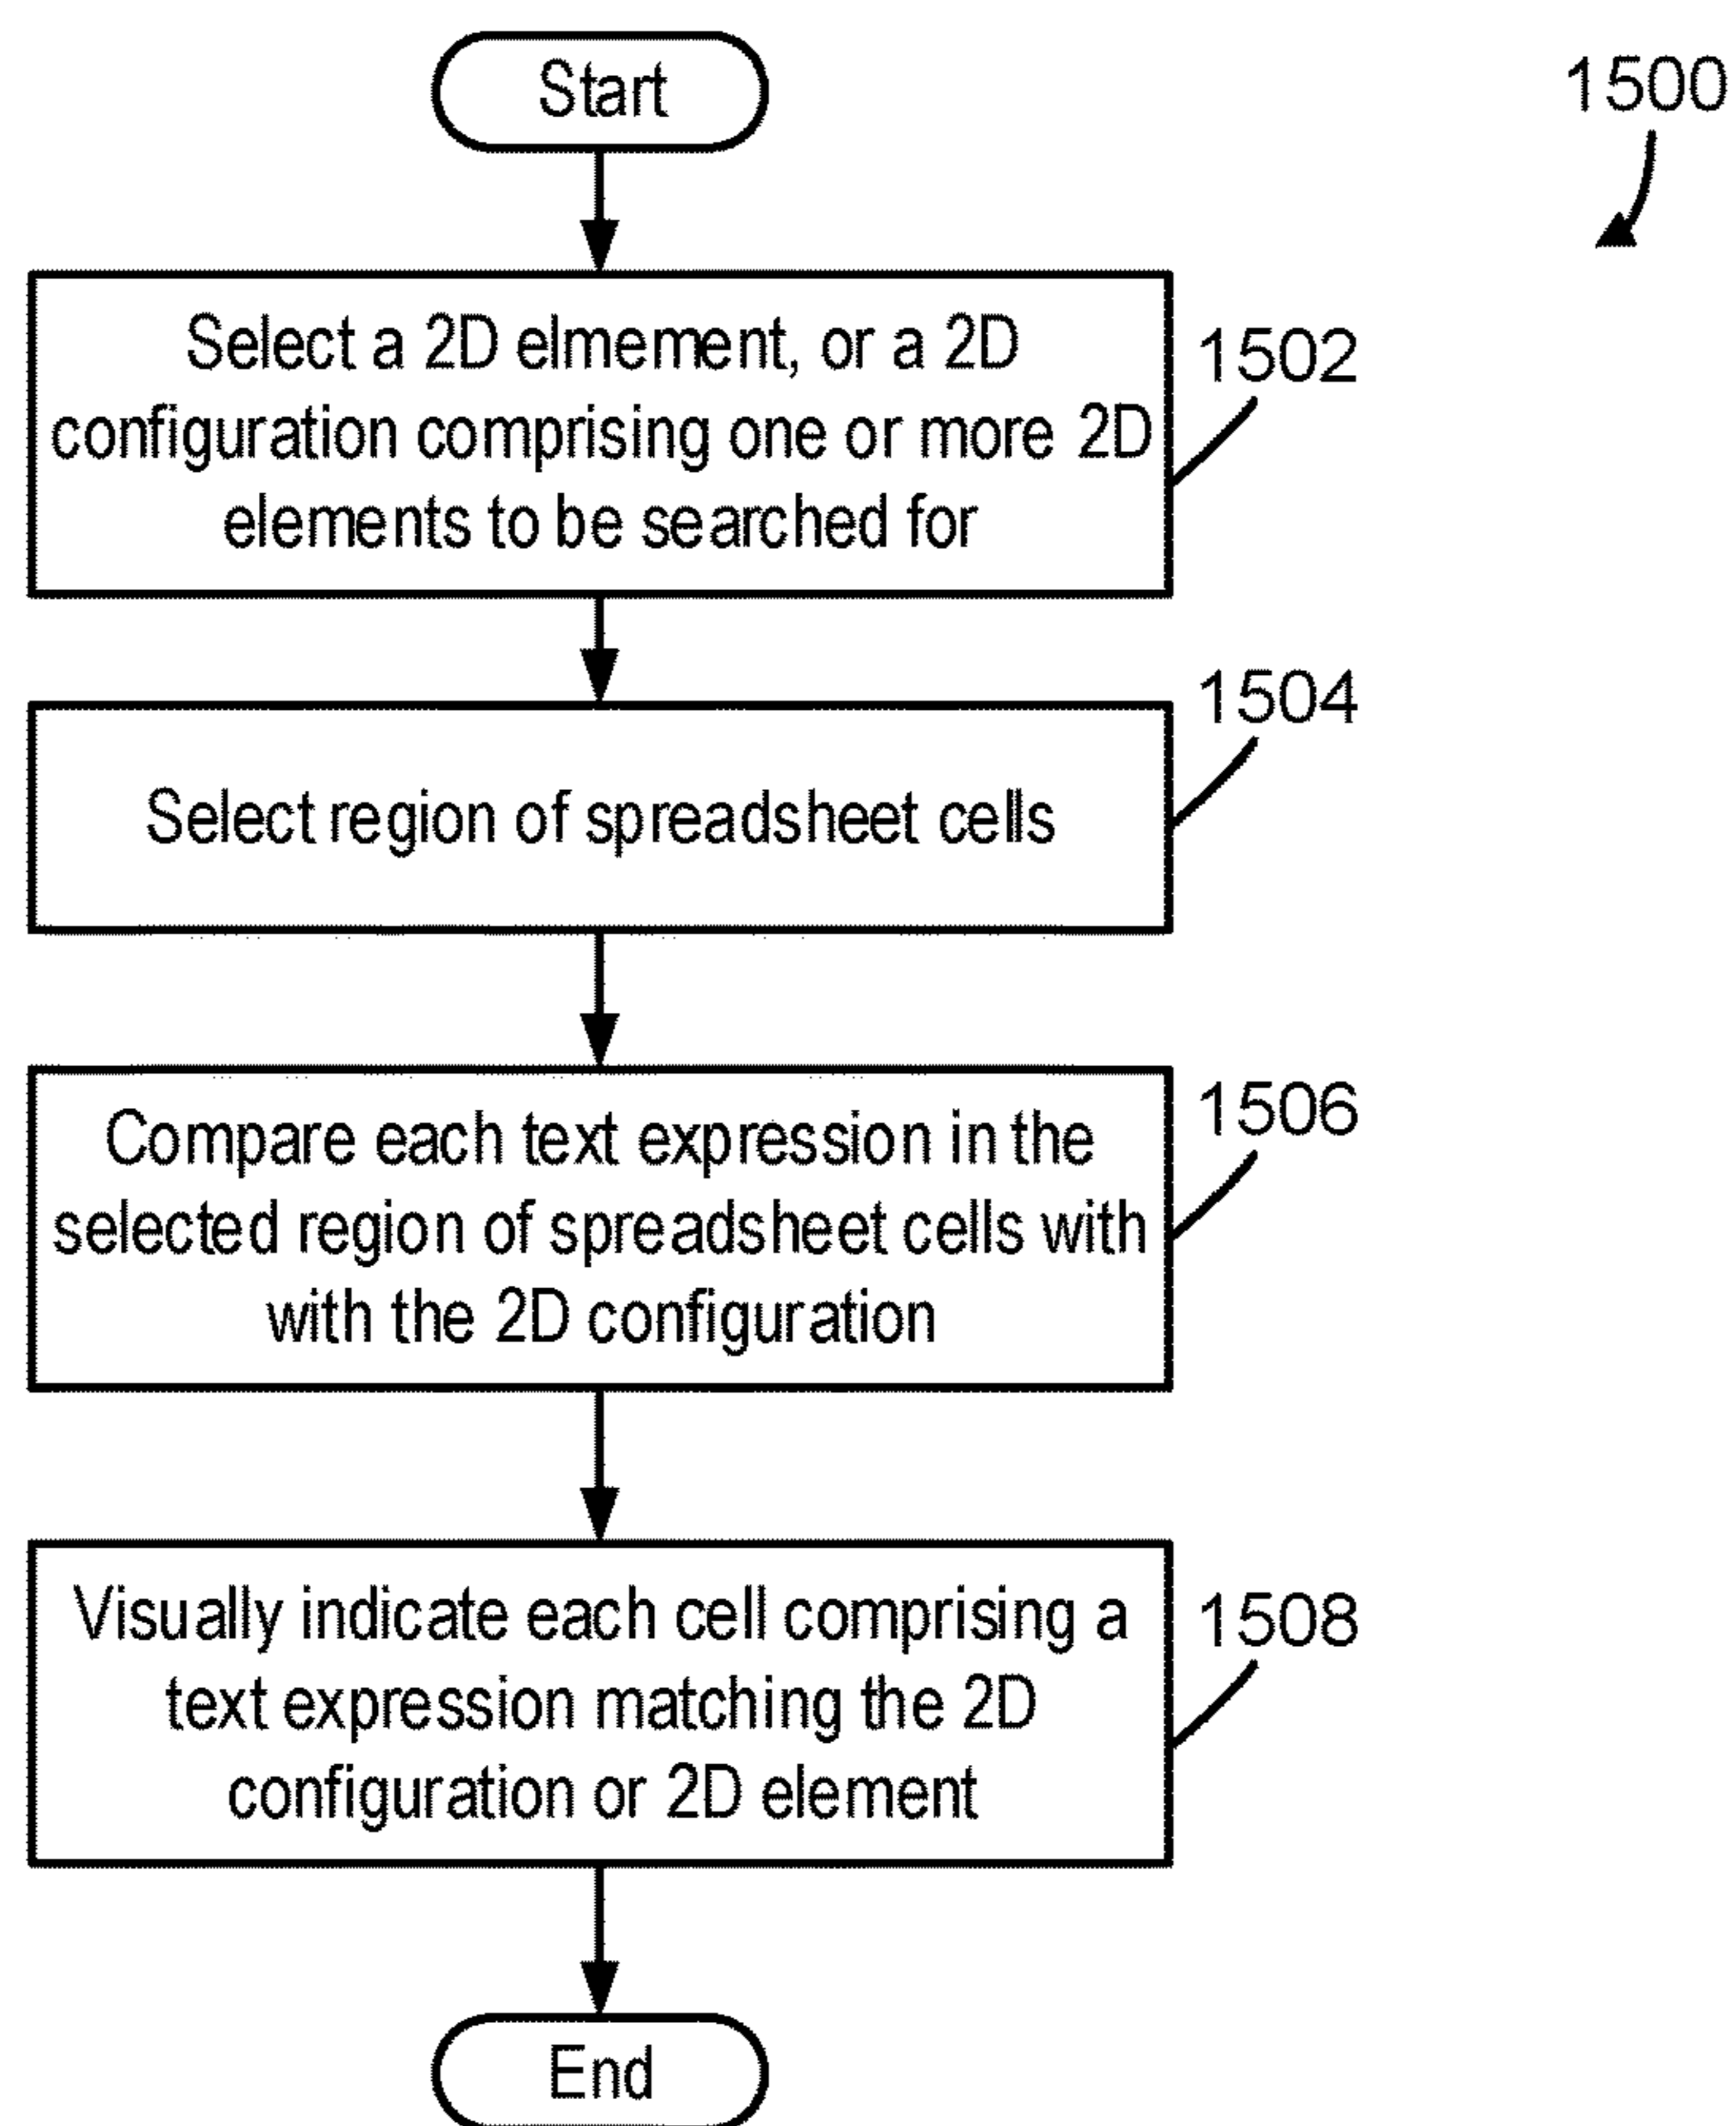 Start
1500
Select a 2D elmement, or a 2D
configuration comprising one or more 2D
elements to be searched for
1502
Select region of spreadsheet cells
1504
Compare each text expression in the
selected region of spreadsheet cells with
with the 2D configuration
1506
Visually indicate each cell comprising a
text expression matching the 2D
configuration or 2D element
1508
End